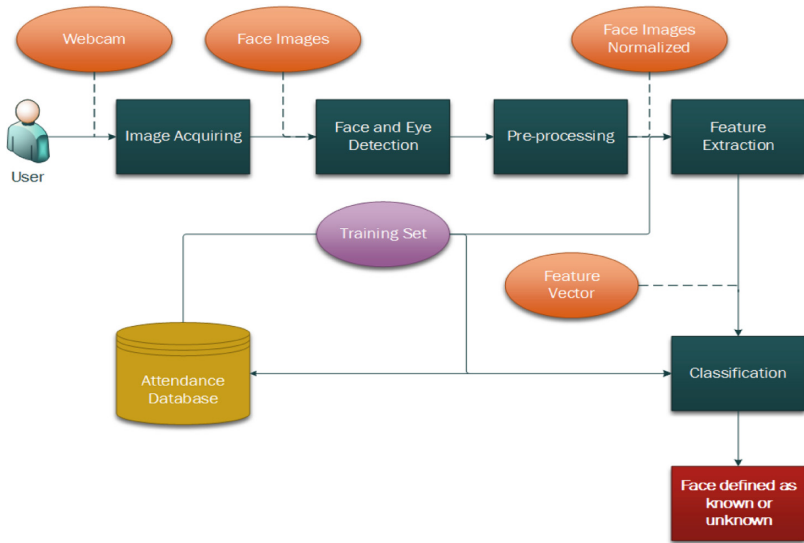 Webcam
Face Images
Face Images
Normalized
User
Image Acquiring
Face and Eye
Detection
Pre-processing
Feature
Extraction
Training Set
Feature
Vector
Attendance
Database
Classification
Face defined as
known or
unknown